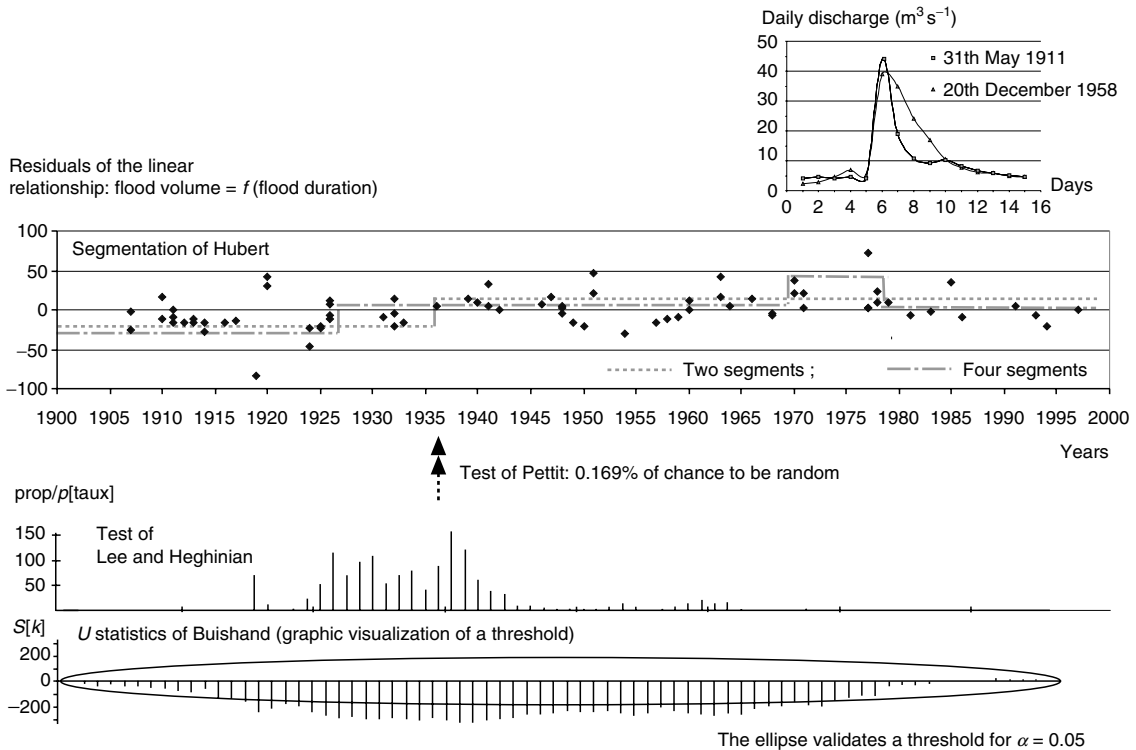 Daily discharge (m³ s⁻¹)
50
40
30
20
10
0
31th May 1911
20th December 1958
0 2 4 6 8 10 12 14 16
Days
Residuals of the linear
relationship: flood volume = f (flood duration)
100
50
0
−50
−100
Segmentation of Hubert
Two segments ;
Four segments
1900 1905 1910 1915 1920 1925 1931 1935 1940 1945 1950 1955 1960 1965 1970 1975 1980 1985 1990 1995 2000
Years
Test of Pettit: 0.169% of chance to be random
prop/p[taux]
150
100
50
Test of
Lee and Heghinian
S[k]
200
0
−200
U statistics of Buishand (graphic visualization of a threshold)
The ellipse validates a threshold for α = 0.05